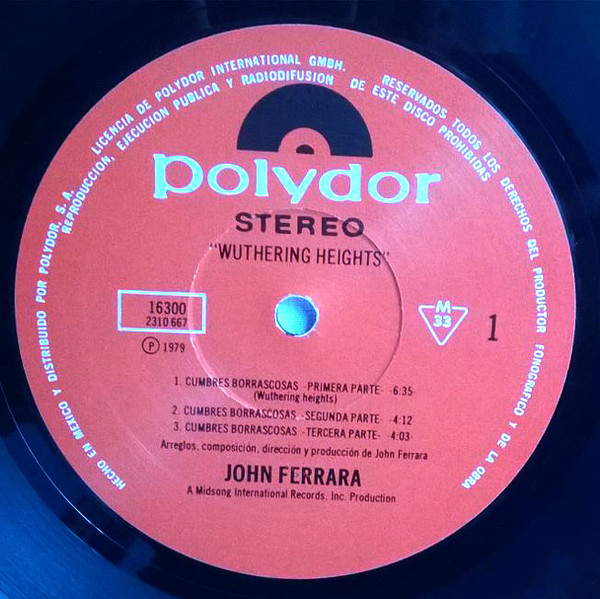 HECHO EN MEXICO Y DISTRIBUIDO POR POLYDOR, S. A. LICENCIA DE POLYDOR INTERNATIONAL GMBH. RESERVADOS TODOS LOS DERECHOS DEL PRODUCTOR FONOGRAFICO Y DE LA OBRA
REPRODUCCION, EJECUCION PUBLICA Y RADIODIFUSION DE ESTE DISCO PROHIBIDAS
polydor
STEREO
"WUTHERING HEIGHTS"
16300
2310 667
Ⓟ 1979
M
33
1
1. CUMBRES BORRASCOSAS -PRIMERA PARTE- -6:35-
(Wuthering heights)
2. CUMBRES BORRASCOSAS -SEGUNDA PARTE- -4:12-
3. CUMBRES BORRASCOSAS -TERCERA PARTE- -4:03-
Arreglos, composición, dirección y producción de John Ferrara
JOHN FERRARA
A Midsong International Records, Inc. Production